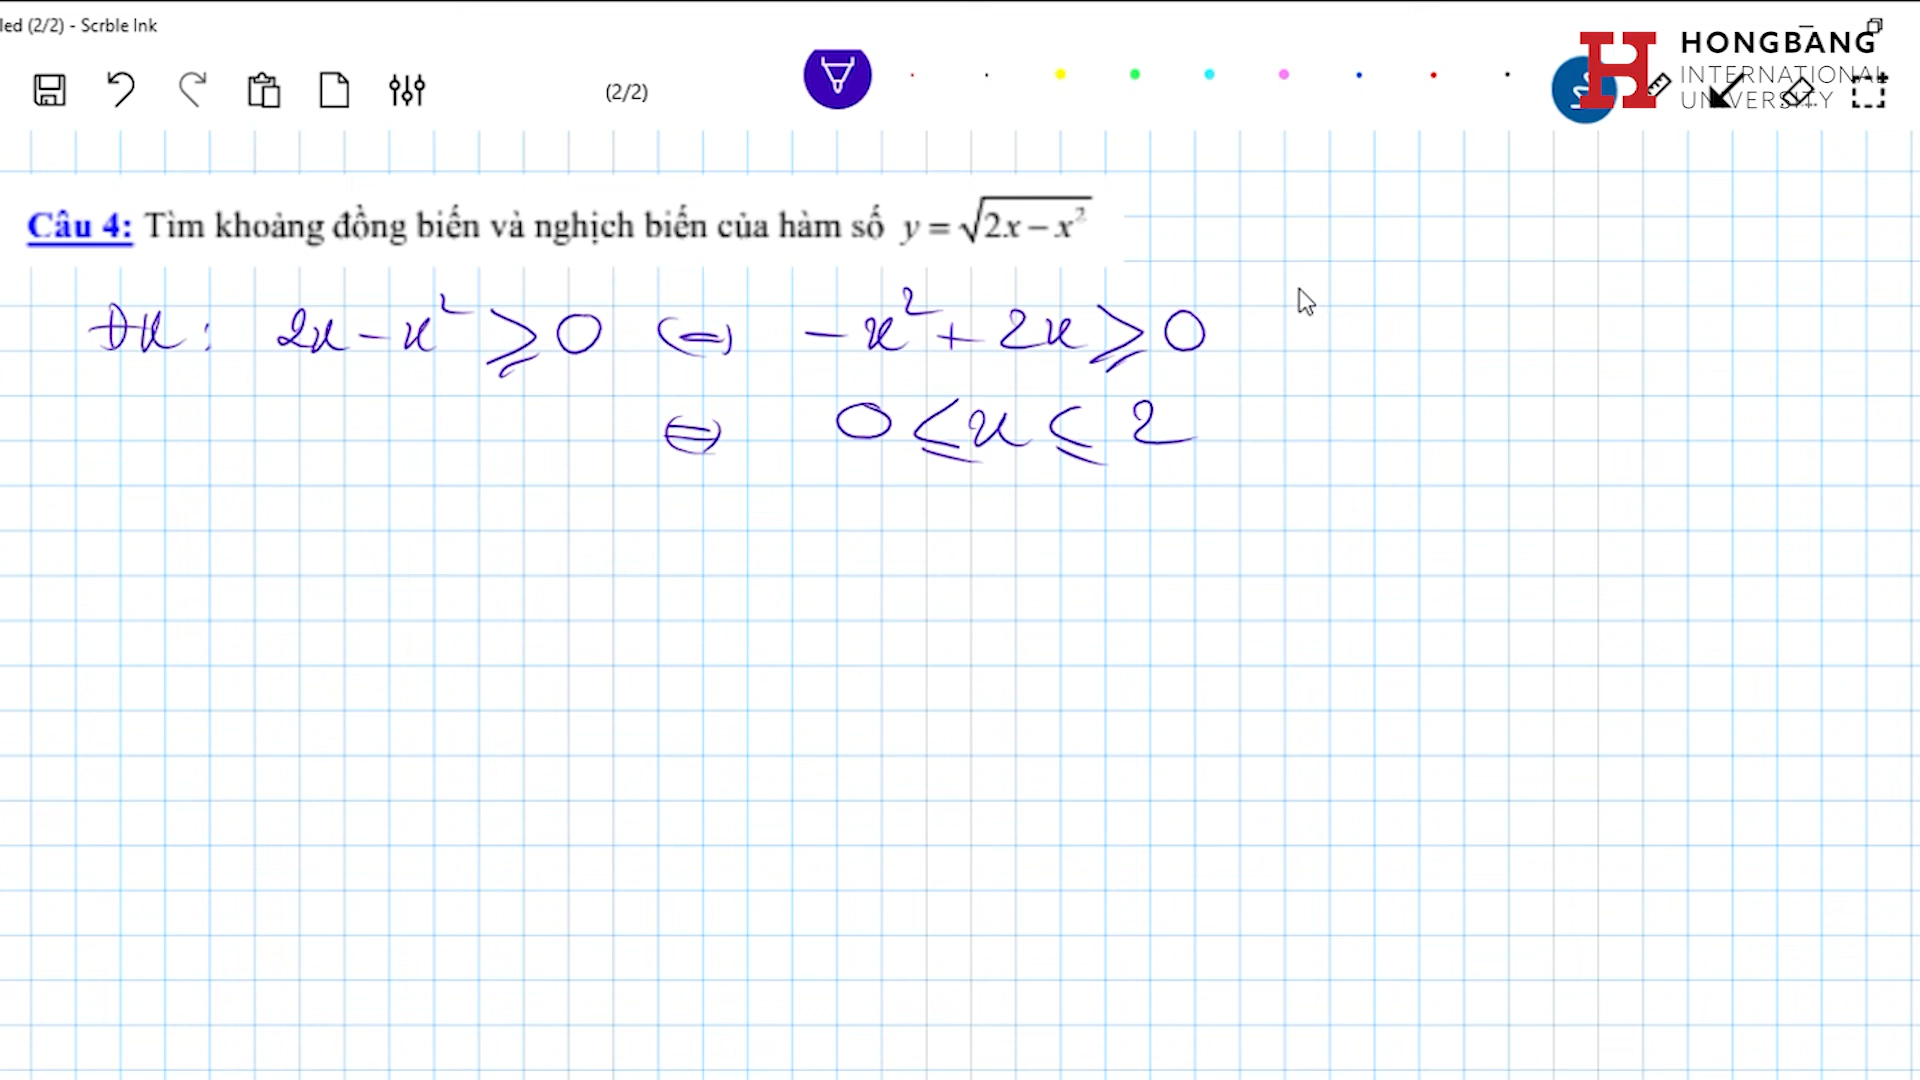 led (2/2) - Scrble Ink
(2/2)
HONGBANG
INTERNATIONAL
UNIVERSITY
Câu 4: Tìm khoảng đồng biến và nghịch biến của hàm số y = √(2x − x²)
ĐK : 2x − x² ⩾ 0 ⇔ −x² + 2x ⩾ 0
⇔ 0 ≤ x ≤ 2